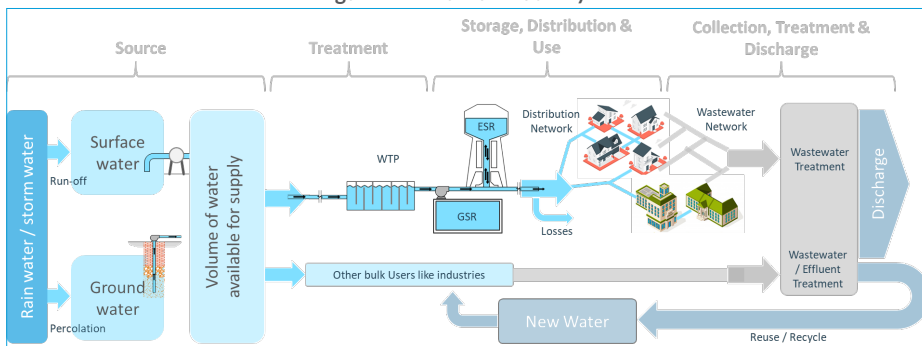 Storage, Distribution &
Use
Collection, Treatment &
Discharge
Source
Treatment
Rain water / storm water
Surface
water
Run-off
Ground
water
Percolation
Volume of water
available for supply
WTP
ESR
GSR
Distribution
Network
Losses
Wastewater
Network
Wastewater
Treatment
Discharge
Other bulk Users like industries
Wastewater
/ Effluent
Treatment
New Water
Reuse / Recycle